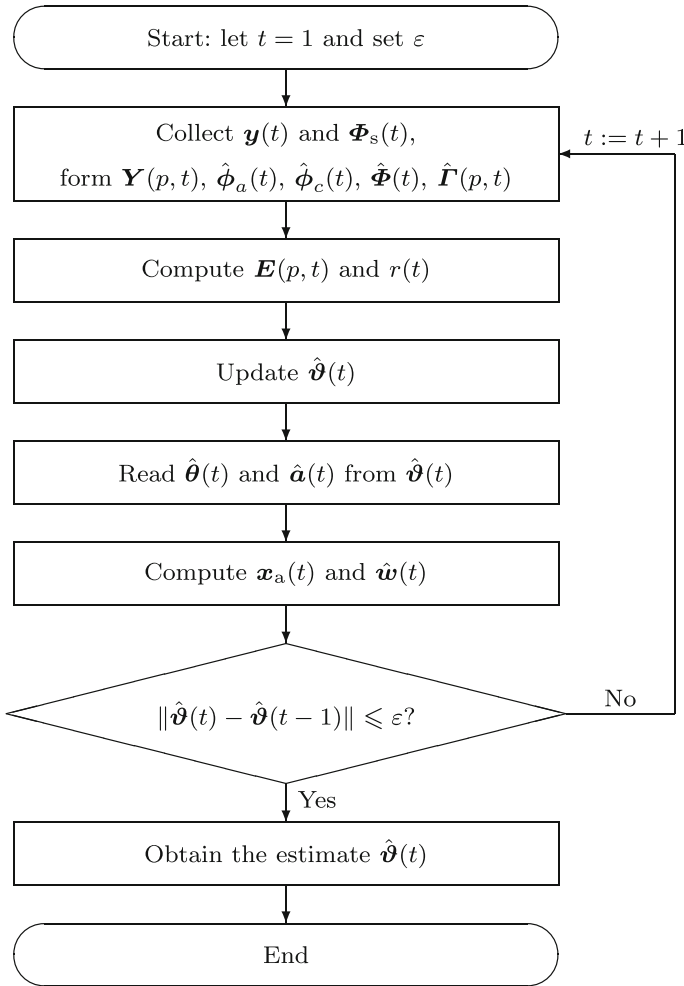 Start: let t = 1 and set ε
Collect y(t) and Φₛ(t),
t := t + 1
form Y(p, t), ϕ̂ₐ(t), ϕ̂_c(t), Φ̂(t), Γ̂(p, t)
Compute E(p, t) and r(t)
Update ϑ̂(t)
Read θ̂(t) and â(t) from ϑ̂(t)
Compute xₐ(t) and ŵ(t)
‖ϑ̂(t) − ϑ̂(t − 1)‖ ⩽ ε?
No
Yes
Obtain the estimate ϑ̂(t)
End